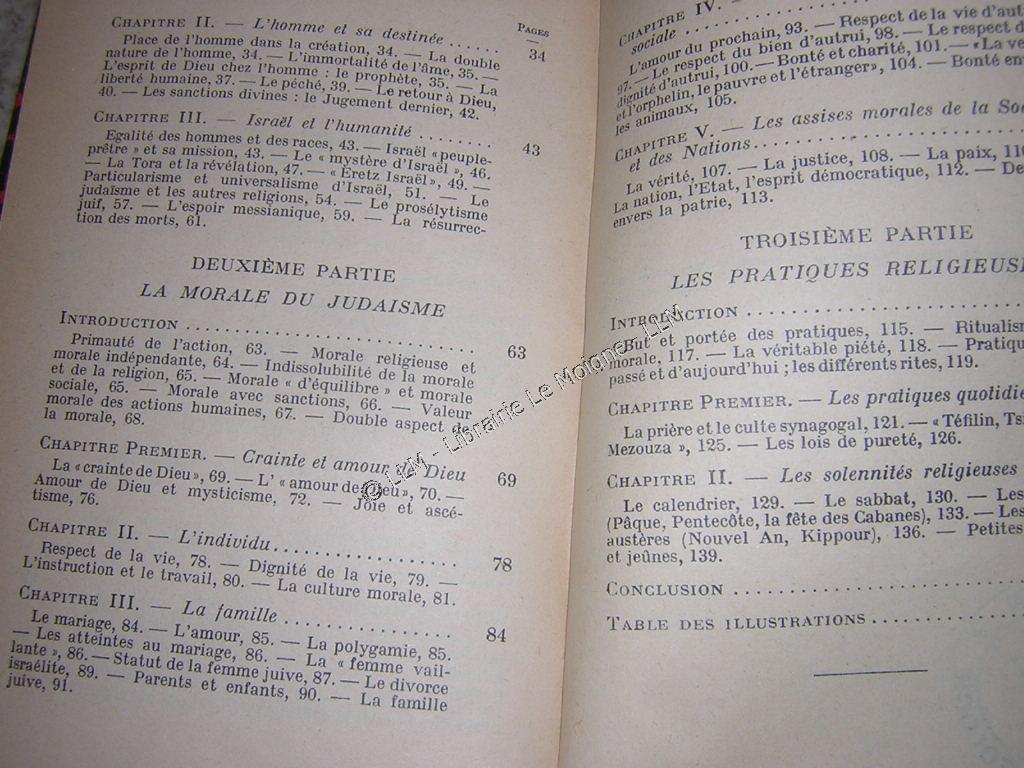 CHAPITRE II. — L'homme et sa destinée ......
PAGES
—
Place de l'homme dans la création, 34. — La double
34
nature de l'homme, 34. — L'immortalité de l'âme, 35. —
L'esprit de Dieu chez l'homme : le prophète, 35. — La
liberté humaine, 37. — Le péché, 39. — Le retour à Dieu,
40. — Les sanctions divines : le Jugement dernier, 42.
CHAPITRE III. — Israël et l'humanité ........ 43
Egalité des hommes et des races, 43. — Israël « peuple-
prêtre » et sa mission, 43. — Le « mystère d'Israël », 46.
— La Tora et la révélation, 47. — « Eretz Israël », 49. —
Particularisme et universalisme d'Israël, 51. — Le
judaïsme et les autres religions, 54. — Le prosélytisme
juif, 57. — L'espoir messianique, 59. — La résurrec-
tion des morts, 61.
DEUXIÈME PARTIE
LA MORALE DU JUDAISME
INTRODUCTION ............................ 63
Primauté de l'action, 63. — Morale religieuse et
morale indépendante, 64. — Indissolubilité de la morale
et de la religion, 65. — Morale « d'équilibre » et morale
sociale, 65. — Morale avec sanctions, 66. — Valeur
morale des actions humaines, 67. — Double aspect de
la morale, 68.
CHAPITRE PREMIER. — Crainte et amour de Dieu 69
La « crainte de Dieu », 69. — L' « amour de Dieu », 70. —
Amour de Dieu et mysticisme, 72. — Joie et ascé-
tisme, 76.
CHAPITRE II. — L'individu .................. 78
Respect de la vie, 78. — Dignité de la vie, 79. —
L'instruction et le travail, 80. — La culture morale, 81.
CHAPITRE III. — La famille ................ 84
Le mariage, 84. — L'amour, 85. — La polygamie, 85.
— Les atteintes au mariage, 86. — La « femme vail-
lante », 86. — Statut de la femme juive, 87. — Le divorce
israélite, 89. — Parents et enfants, 90. — La famille
juive, 91.
CHAPITRE IV. —
sociale ................
L'amour du prochain, 93. — Respect de la vie d'aut
97. — Le respect du bien d'autrui, 98. — Le respect d
dignité d'autrui, 100. — Bonté et charité, 101. — « La ve
et l'orphelin, le pauvre et l'étranger», 104. — Bonté env
les animaux, 105.
CHAPITRE V. — Les assises morales de la Soc
et des Nations ................
La vérité, 107. — La justice, 108. — La paix, 110
La nation, l'Etat, l'esprit démocratique, 112. — De
envers la patrie, 113.
TROISIÈME PARTIE
LES PRATIQUES RELIGIEUSE
INTRODUCTION ................
But et portée des pratiques, 115. — Ritualism
morale, 117. — La véritable piété, 118. — Pratiqu
passé et d'aujourd'hui ; les différents rites, 119.
CHAPITRE PREMIER. — Les pratiques quotidie
La prière et le culte synagogal, 121. — « Téfilin, Tsi
Mezouza », 125. — Les lois de pureté, 126.
CHAPITRE II. — Les solennités religieuses
Le calendrier, 129. — Le sabbat, 130. — Les
(Pâque, Pentecôte, la fête des Cabanes), 133. — Les
austères (Nouvel An, Kippour), 136. — Petites
et jeûnes, 139.
CONCLUSION ................
TABLE DES ILLUSTRATIONS ................
© LLM - Librairie Le Moigne, LLM